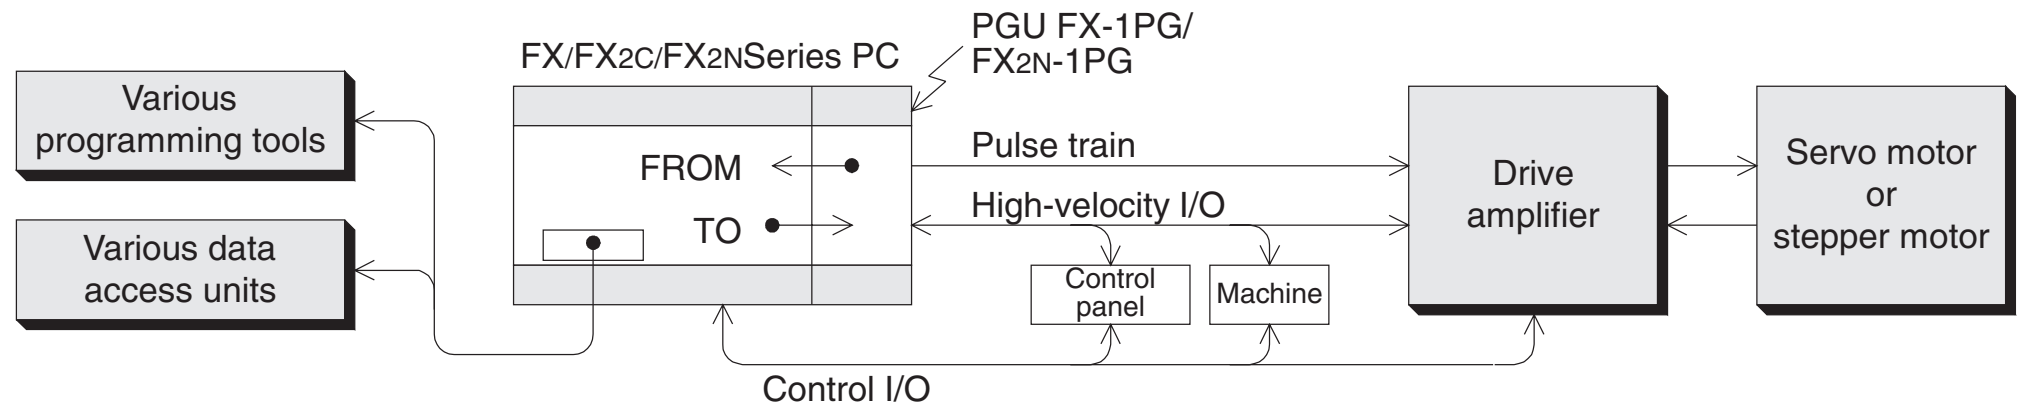 PGU FX-1PG/
FX2N-1PG
FX/FX2C/FX2NSeries PC
Various
programming tools
Various data
access units
FROM
TO
Pulse train
High-velocity I/O
Control
panel
Machine
Control I/O
Drive
amplifier
Servo motor
or
stepper motor